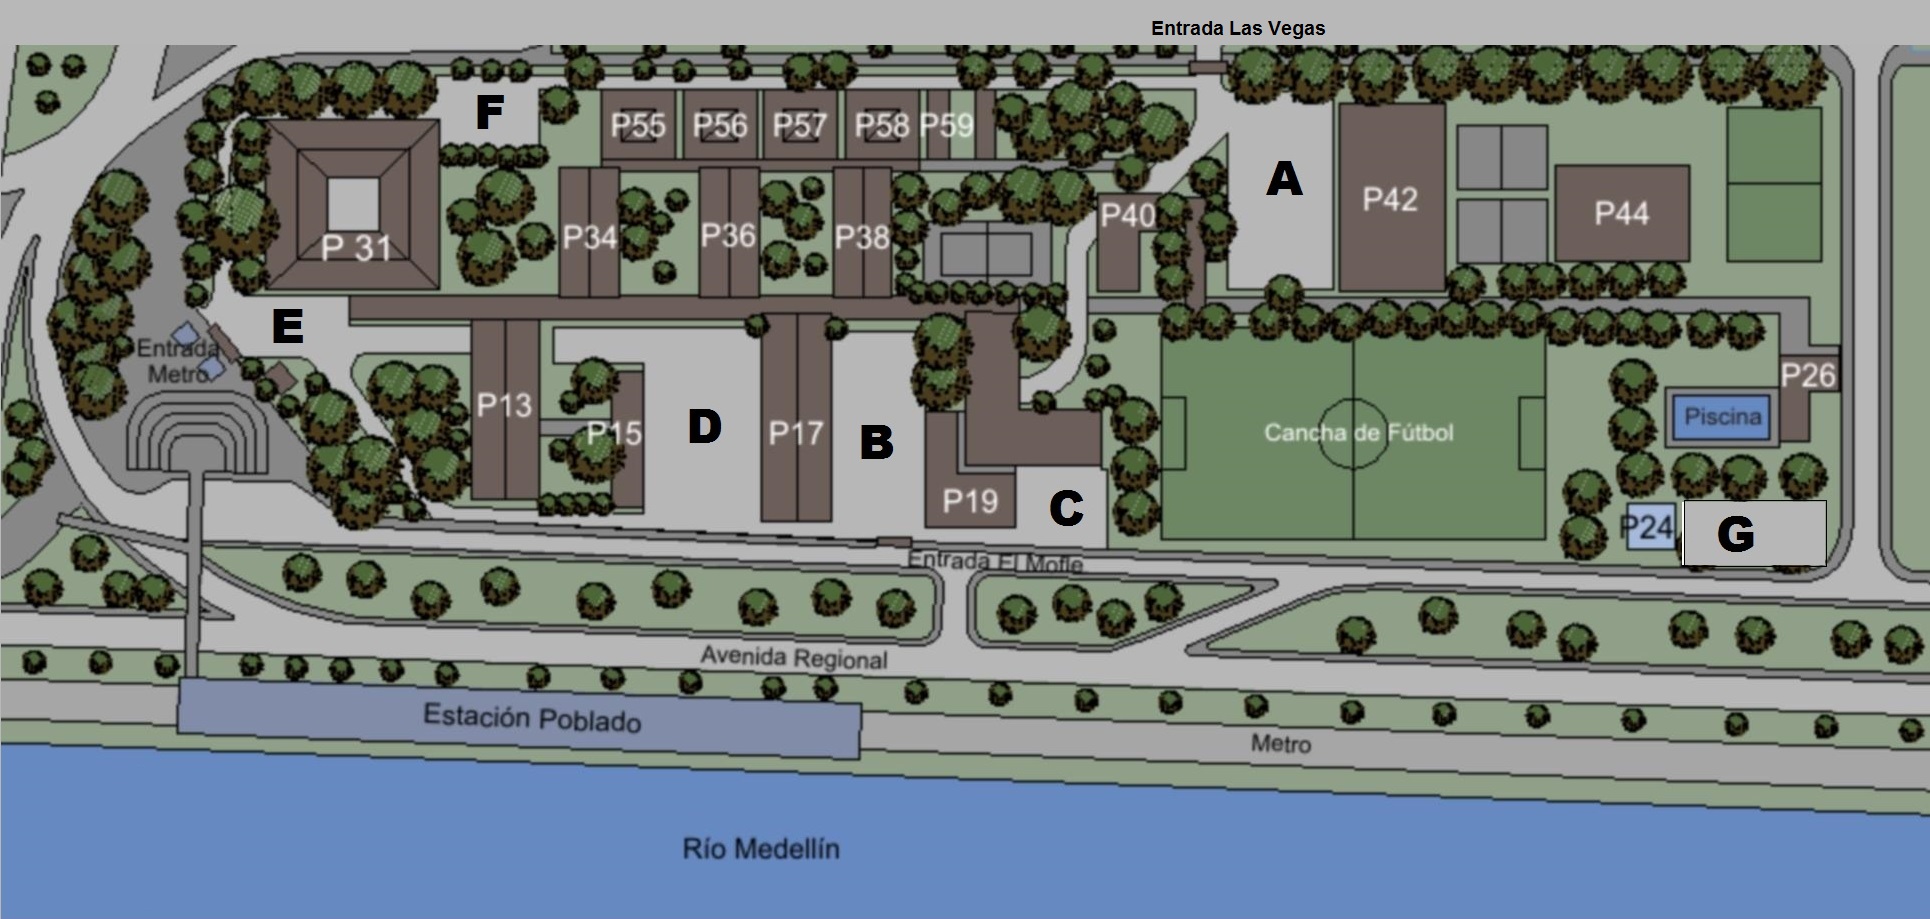 Entrada Las Vegas
F
P55
P56
P57
P58
P59
A
P42
P44
P 31
P34
P36
P38
P40
E
Entrada
Metro
P13
P15
D
P17
B
P19
C
Cancha de Fútbol
Piscina
P26
P24
G
Entrada El Mofle
Avenida Regional
Estación Poblado
Metro
Río Medellín